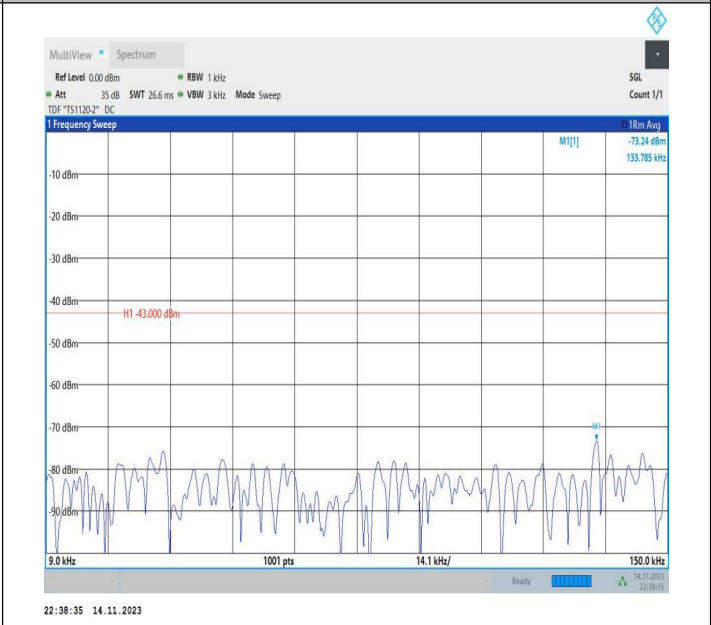 MultiView Spectrum
Ref Level 0.00 dBm RBW 1 kHz SGL
Att 35 dB SWT 26.6 ms VBW 3 kHz Mode Sweep Count 1/1
TDF "TS1120-2" DC
1 Frequency Sweep 1Rm Avg
M1[1] -73.24 dBm
133.785 kHz
-10 dBm
-20 dBm
-30 dBm
-40 dBm
H1 -43.000 dBm
-50 dBm
-60 dBm
-70 dBm
M1
-80 dBm
-90 dBm
9.0 kHz 1001 pts 14.1 kHz/ 150.0 kHz
Ready 14.11.2023
22:38:35
22:38:35 14.11.2023